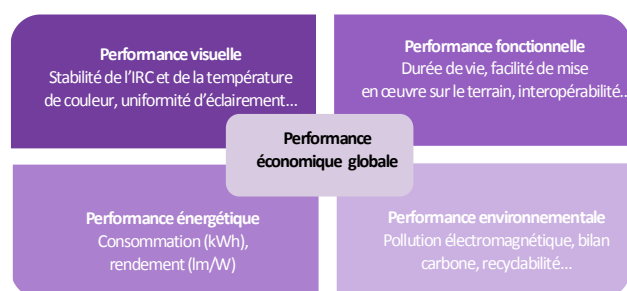 Performance visuelle
Stabilité de l'IRC et de la température
de couleur, uniformité d'éclairement...
Performance fonctionnelle
Durée de vie, facilité de mise
en œuvre sur le terrain, interopérabilité...
Performance
économique globale
Performance énergétique
Consommation (kWh),
rendement (lm/W)
Performance environnementale
Pollution électromagnétique, bilan
carbone, recyclabilité...